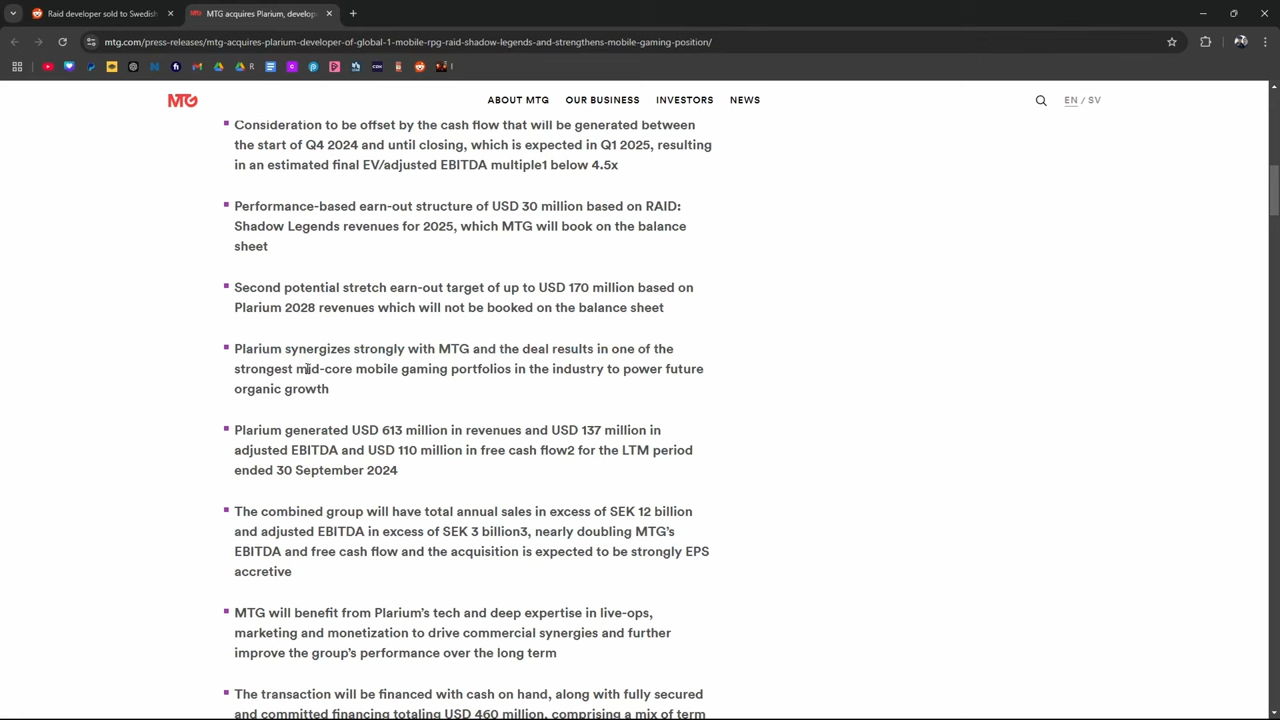 Raid developer sold to Swedish
MTG acquires Plarium, develope
mtg.com/press-releases/mtg-acquires-plarium-developer-of-global-1-mobile-rpg-raid-shadow-legends-and-strengthens-mobile-gaming-position/
R
MTG
ABOUT MTG
OUR BUSINESS
INVESTORS
NEWS
EN / SV
Consideration to be offset by the cash flow that will be generated between
the start of Q4 2024 and until closing, which is expected in Q1 2025, resulting
in an estimated final EV/adjusted EBITDA multiple1 below 4.5x
Performance-based earn-out structure of USD 30 million based on RAID:
Shadow Legends revenues for 2025, which MTG will book on the balance
sheet
Second potential stretch earn-out target of up to USD 170 million based on
Plarium 2028 revenues which will not be booked on the balance sheet
Plarium synergizes strongly with MTG and the deal results in one of the
strongest mid-core mobile gaming portfolios in the industry to power future
organic growth
Plarium generated USD 613 million in revenues and USD 137 million in
adjusted EBITDA and USD 110 million in free cash flow2 for the LTM period
ended 30 September 2024
The combined group will have total annual sales in excess of SEK 12 billion
and adjusted EBITDA in excess of SEK 3 billion3, nearly doubling MTG's
EBITDA and free cash flow and the acquisition is expected to be strongly EPS
accretive
MTG will benefit from Plarium's tech and deep expertise in live-ops,
marketing and monetization to drive commercial synergies and further
improve the group's performance over the long term
The transaction will be financed with cash on hand, along with fully secured
and committed financing totaling USD 460 million, comprising a mix of term